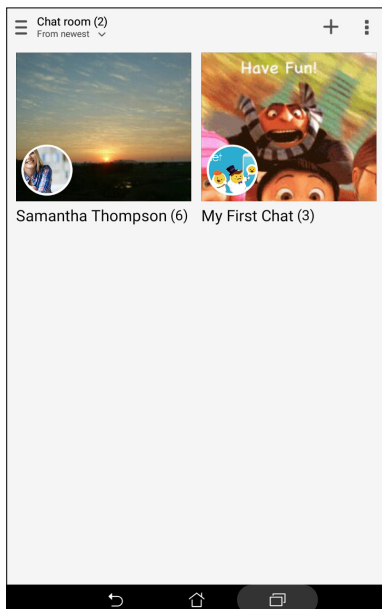 Chat room (2)
From newest
Have Fun!
Samantha Thompson (6)
My First Chat (3)